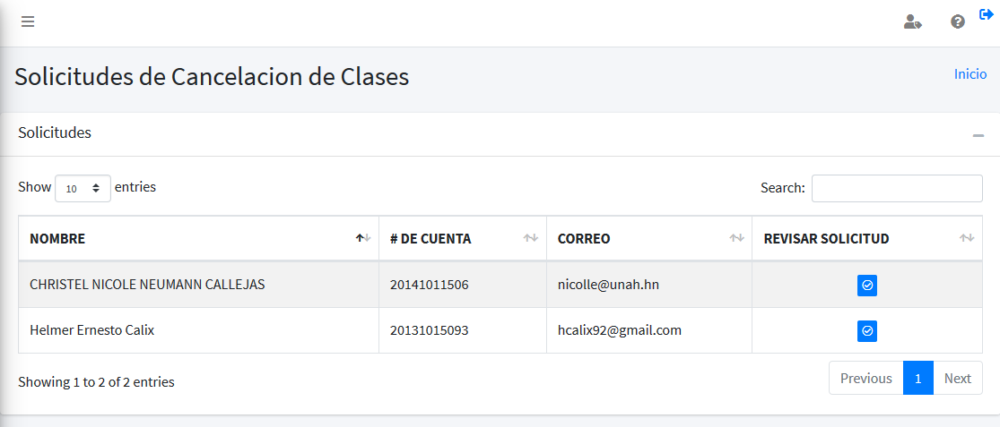 Solicitudes de Cancelacion de Clases
Inicio
Solicitudes
Show 10 entries
Search:
NOMBRE # DE CUENTA CORREO REVISAR SOLICITUD
CHRISTEL NICOLE NEUMANN CALLEJAS 20141011506 nicolle@unah.hn
Helmer Ernesto Calix 20131015093 hcalix92@gmail.com
Showing 1 to 2 of 2 entries
Previous 1 Next